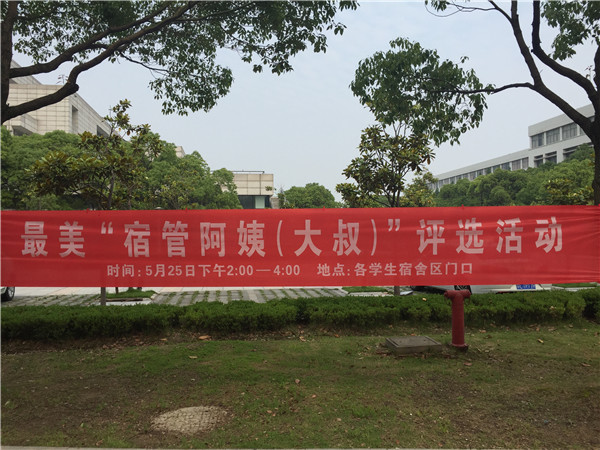 最美“宿管阿姨(大叔)”评选活动
时间:5月25日下午2:00—4:00 地点:各学生宿舍区门口